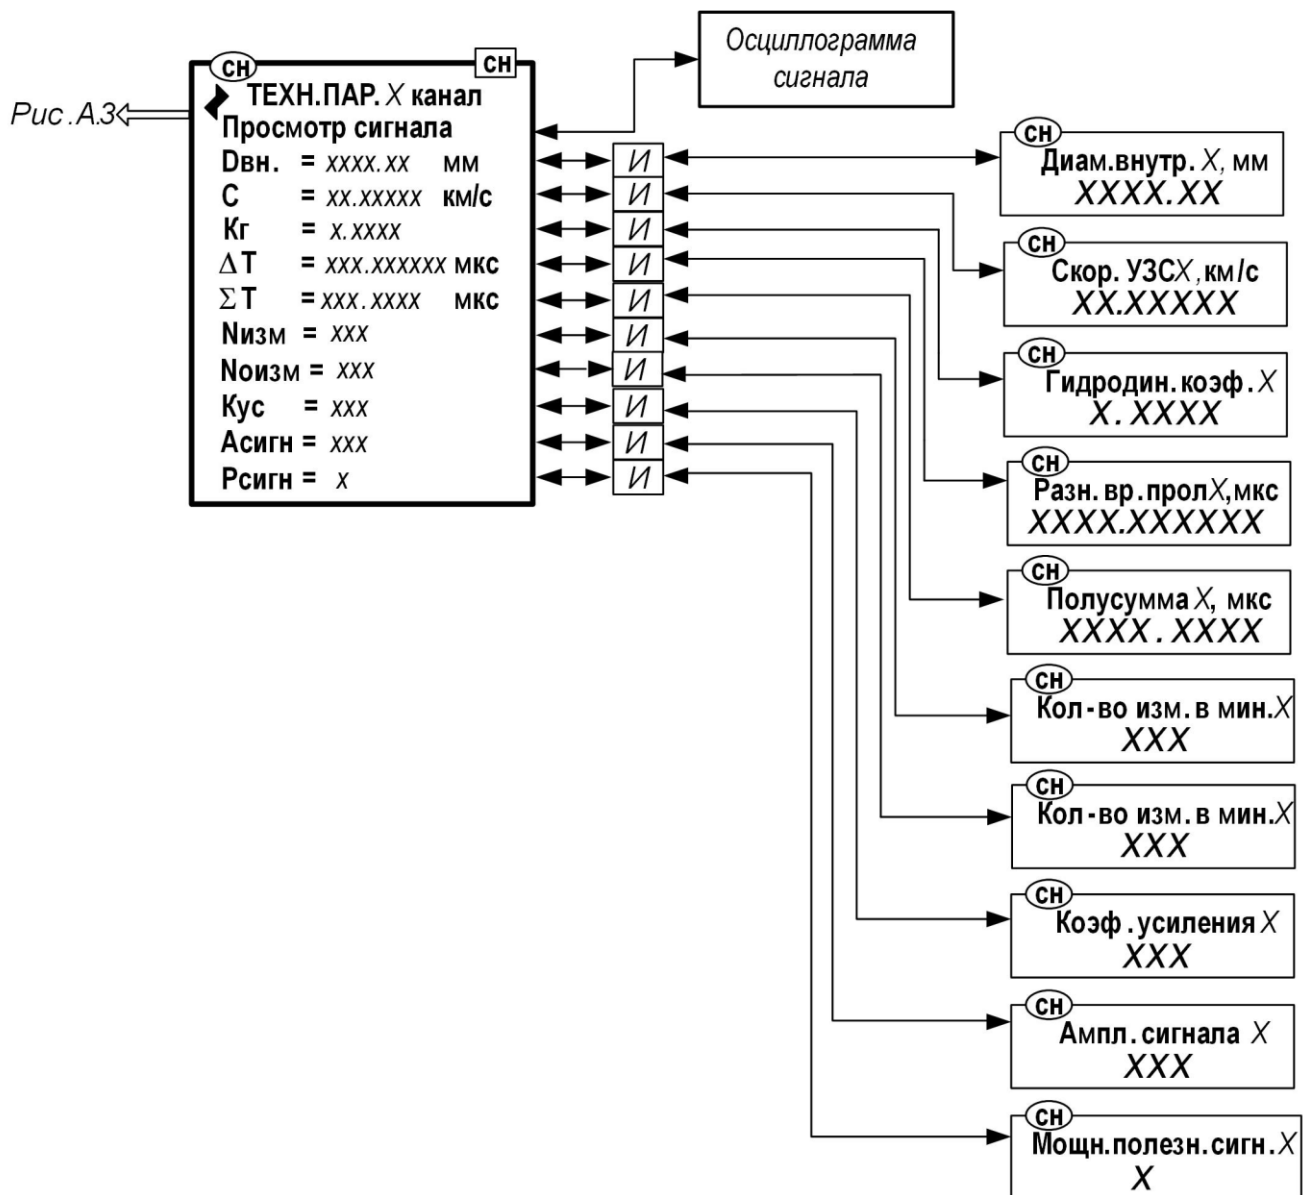 Осциллограмма
сигнала
СН
СН
ТЕХН.ПАР. X канал
Рис.А.3
Просмотр сигнала
Dвн. = xxxx.xx мм
И
С = xx.xxxxx км/с
И
Кг = x.xxxx
И
ΔT = xxx.xxxxxx мкс
И
ΣT =xxx.xxxx мкс
И
Nизм = xxx
И
Nоизм = xxx
И
Кус = xxx
И
Асигн = xxx
И
Рсигн = x
И
СН
Диам.внутр. X, мм
XXXX.XX
СН
Скор. УЗСX, км/с
XX.XXXXX
СН
Гидродин.коэф. X
X.XXXX
СН
Разн.вр.пролX,мкс
XXXX.XXXXXX
СН
Полусумма X, мкс
XXXX.XXXX
СН
Кол-во изм.в мин.X
XXX
СН
Кол-во изм.в мин.X
XXX
СН
Коэф.усиления X
XXX
СН
Ампл.сигнала X
XXX
СН
Мощн.полезн.сигн.X
X